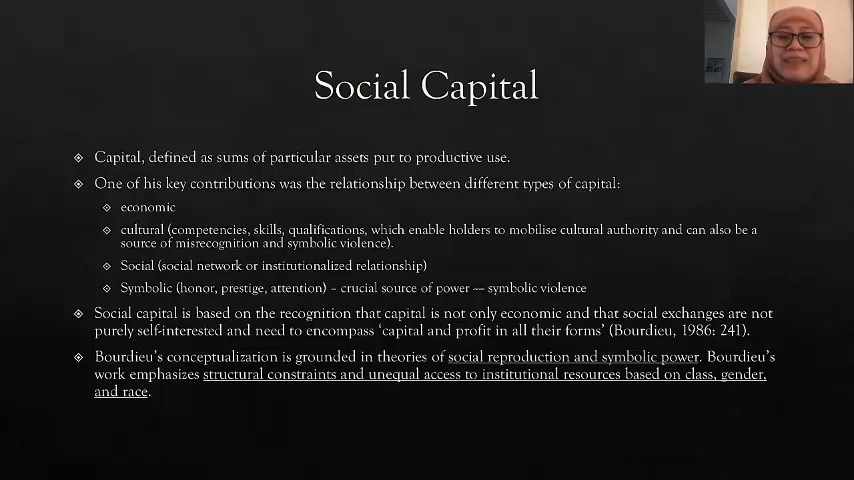 Social Capital
Capital, defined as sums of particular assets put to productive use.
One of his key contributions was the relationship between different types of capital:
economic
cultural (competencies, skills, qualifications, which enable holders to mobilise cultural authority and can also be a
source of misrecognition and symbolic violence).
Social (social network or institutionalized relationship)
Symbolic (honor, prestige, attention) – crucial source of power --- symbolic violence
Social capital is based on the recognition that capital is not only economic and that social exchanges are not
purely self-interested and need to encompass ‘capital and profit in all their forms’ (Bourdieu, 1986: 241).
Bourdieu’s conceptualization is grounded in theories of social reproduction and symbolic power. Bourdieu’s
work emphasizes structural constraints and unequal access to institutional resources based on class, gender,
and race.